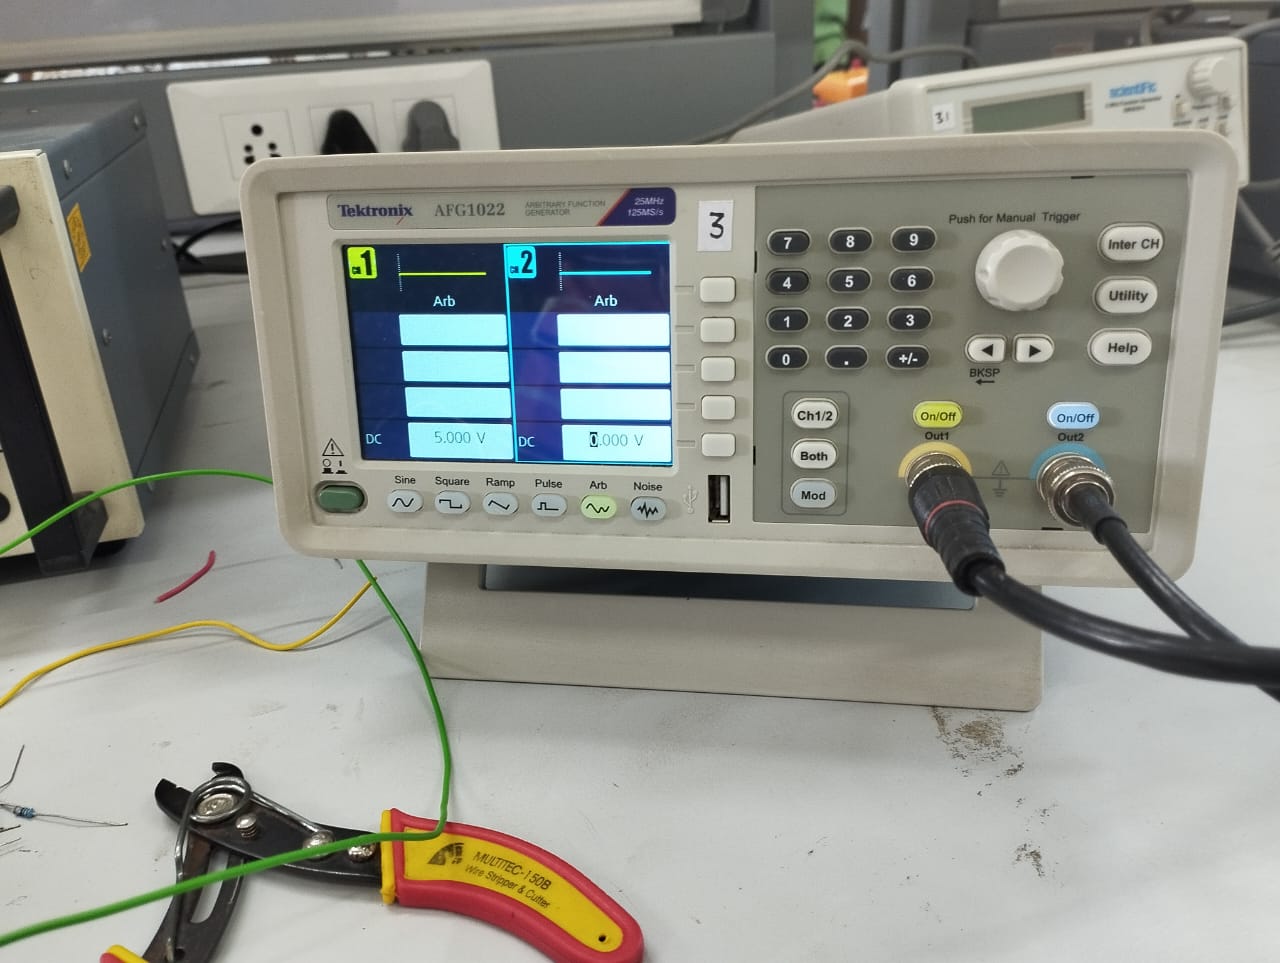 scientific
31
Tektronix AFG1022 ARBITRARY FUNCTION GENERATOR
25MHz
125MS/s
3
CH1
Arb
DC 5.000 V
CH2
Arb
DC 0.000 V
Sine Square Ramp Pulse Arb Noise
7 8 9
4 5 6
1 2 3
0 . +/-
Push for Manual Trigger
Inter CH
Utility
Help
BKSP
Ch1/2
Both
Mod
On/Off
Out1
On/Off
Out2
MULTITEC-150B
Wire Stripper & Cutter